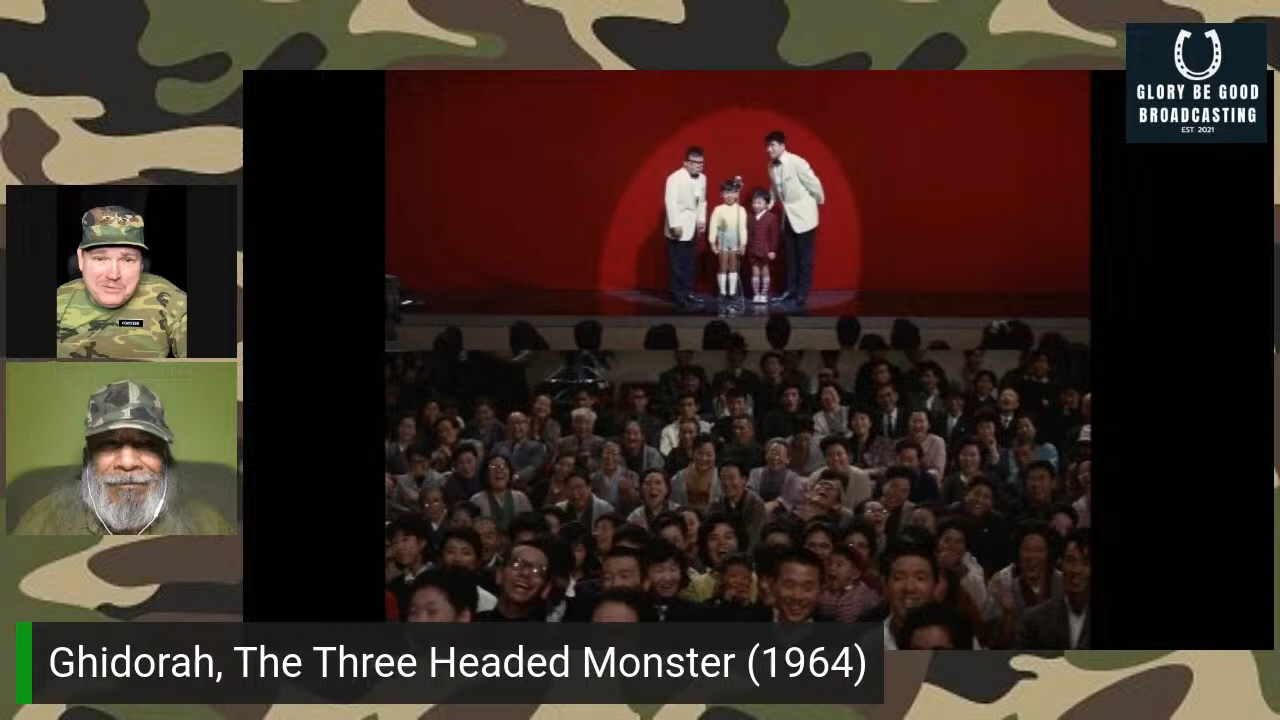 GLORY BE GOOD
BROADCASTING
EST. 2021
Ghidorah, The Three Headed Monster (1964)